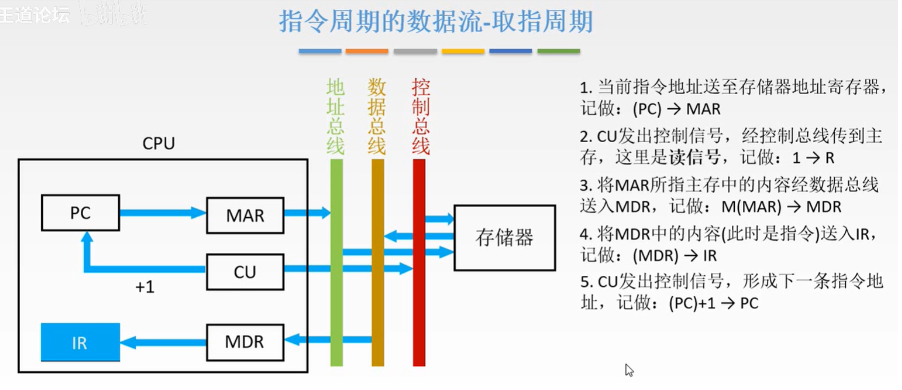 王道论坛
指令周期的数据流-取指周期
地址总线
数据总线
控制总线
CPU
PC
MAR
CU
+1
IR
MDR
存储器
1. 当前指令地址送至存储器地址寄存器，
记做：(PC) → MAR
2. CU发出控制信号，经控制总线传到主
存，这里是读信号，记做：1 → R
3. 将MAR所指主存中的内容经数据总线
送入MDR，记做：M(MAR) → MDR
4. 将MDR中的内容(此时是指令)送入IR，
记做：(MDR) → IR
5. CU发出控制信号，形成下一条指令地
址，记做：(PC)+1 → PC